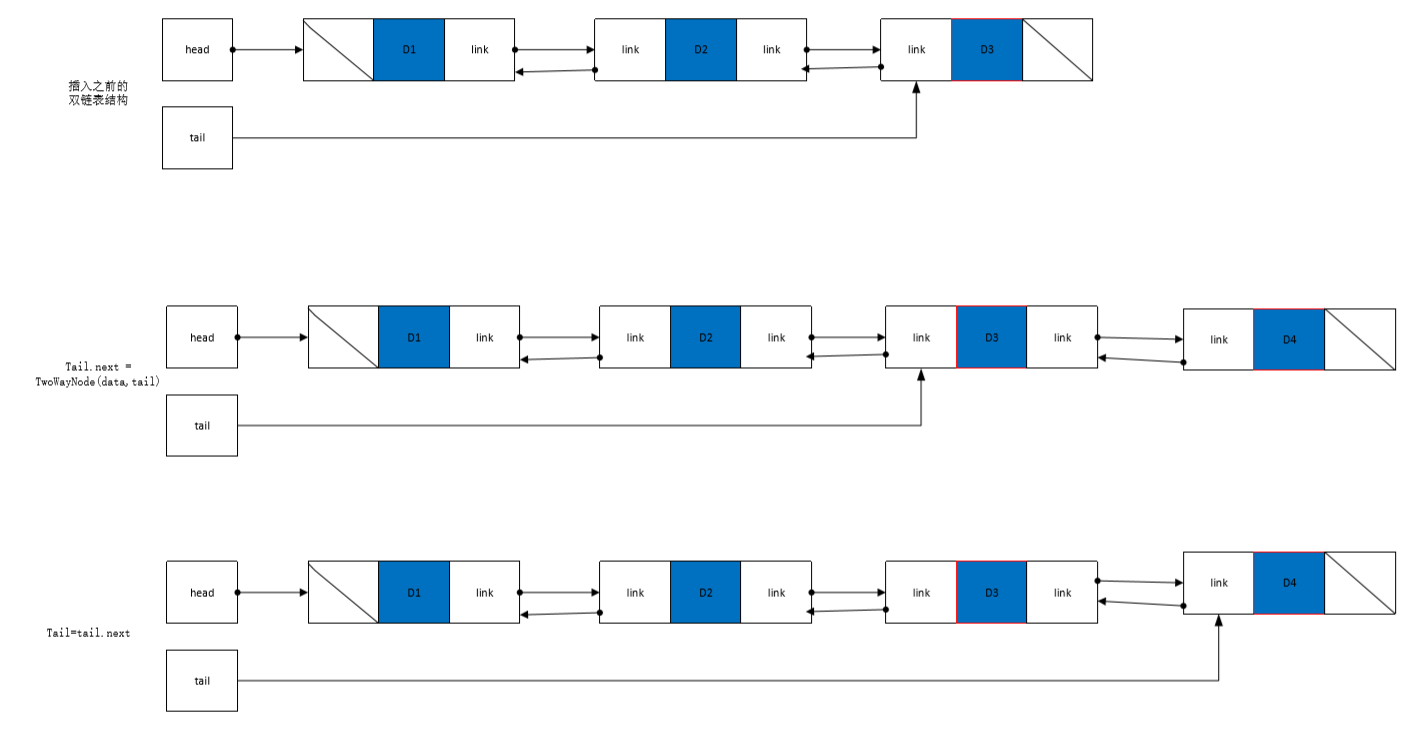 head
D1
link
link
D2
link
link
D3
插入之前的
双链表结构
tail
head
D1
link
link
D2
link
link
D3
link
link
D4
Tail.next =
TwoWayNode(data,tail)
tail
head
D1
link
link
D2
link
link
D3
link
link
D4
Tail=tail.next
tail